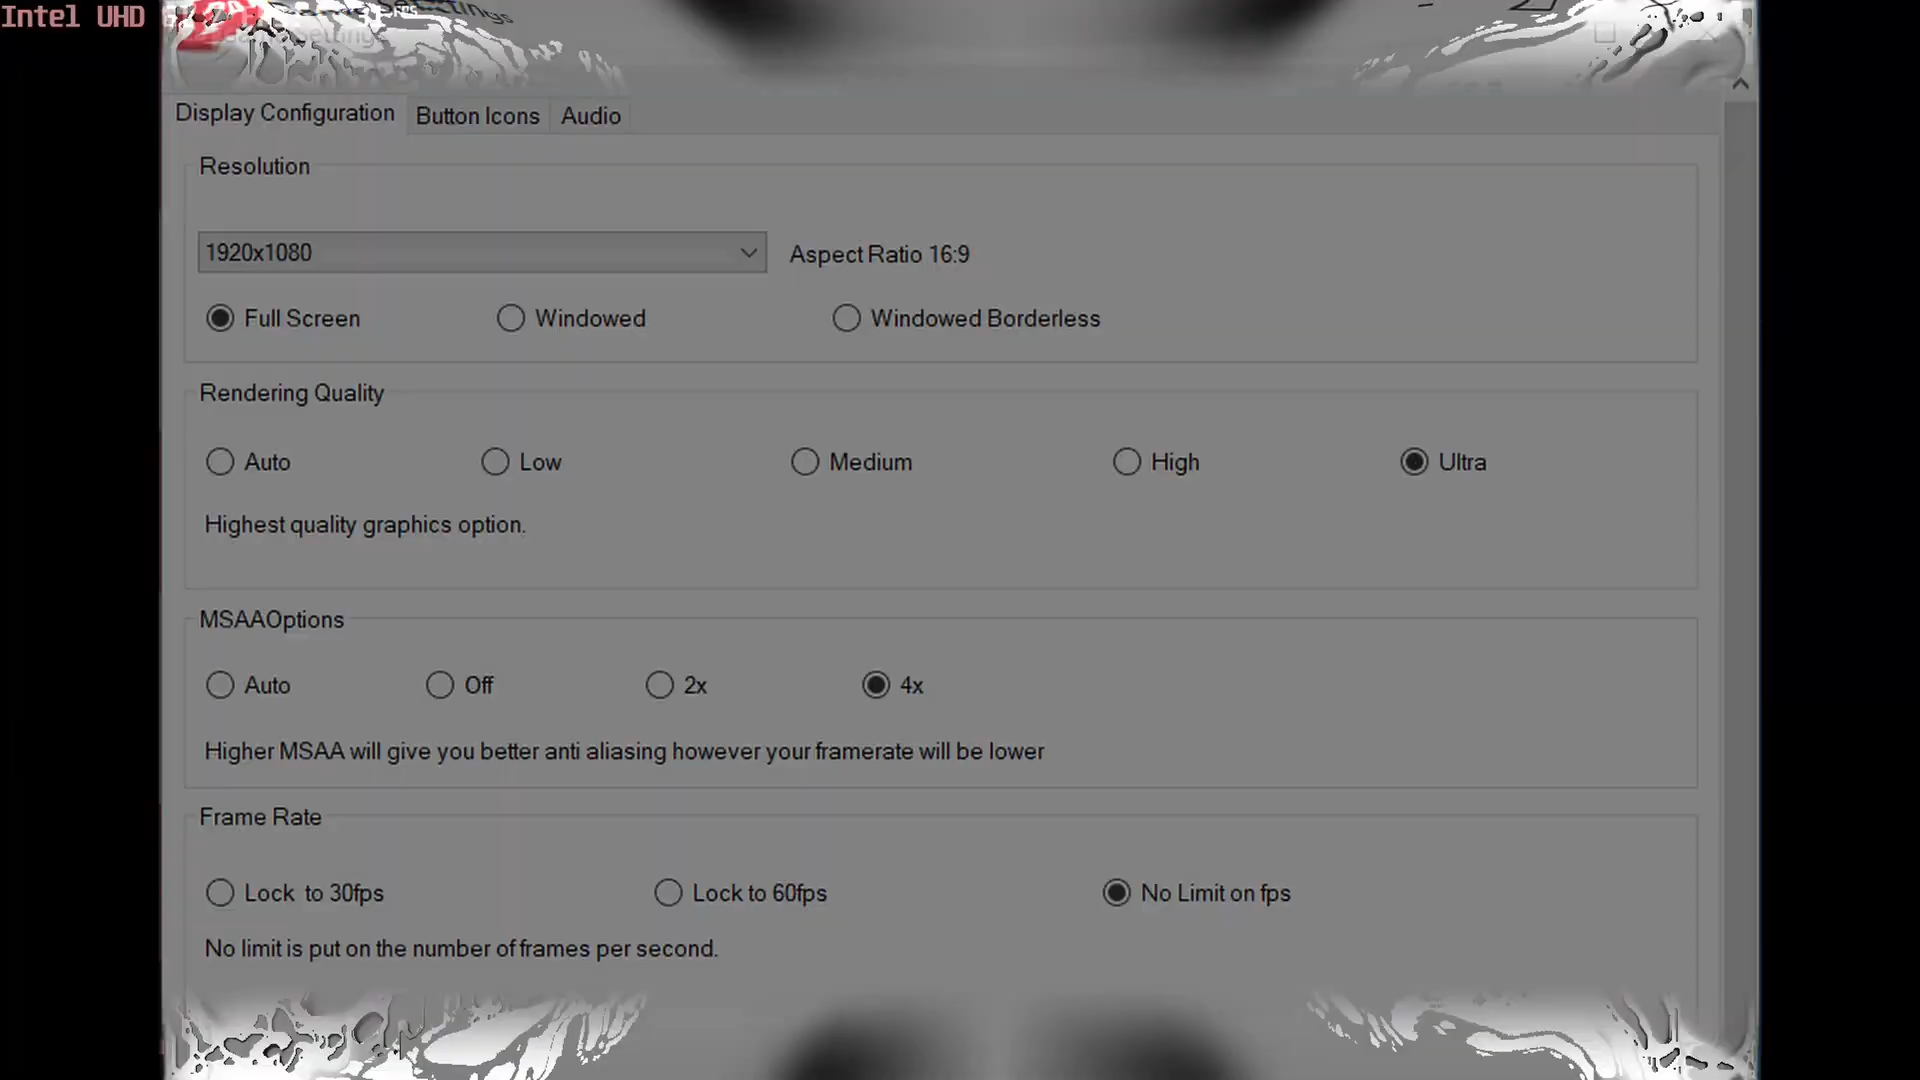 Intel UHD
Settings
Display Configuration
Button Icons
Audio
Resolution
1920x1080
Aspect Ratio 16:9
Full Screen
Windowed
Windowed Borderless
Rendering Quality
Auto
Low
Medium
High
Ultra
Highest quality graphics option.
MSAAOptions
Auto
Off
2x
4x
Higher MSAA will give you better anti aliasing however your framerate will be lower
Frame Rate
Lock to 30fps
Lock to 60fps
No Limit on fps
No limit is put on the number of frames per second.